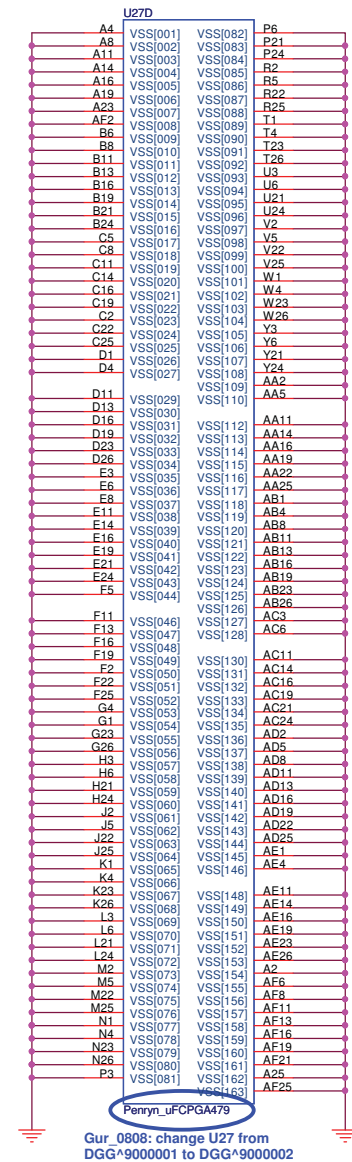 U27D
A4 VSS[001] VSS[082] P6
A8 VSS[002] VSS[083] P21
A11 VSS[003] VSS[084] P24
A14 VSS[004] VSS[085] R2
A16 VSS[005] VSS[086] R5
A19 VSS[006] VSS[087] R22
A23 VSS[007] VSS[088] R25
AF2 VSS[008] VSS[089] T1
B6 VSS[009] VSS[090] T4
B8 VSS[010] VSS[091] T23
B11 VSS[011] VSS[092] T26
B13 VSS[012] VSS[093] U3
B16 VSS[013] VSS[094] U6
B19 VSS[014] VSS[095] U21
B21 VSS[015] VSS[096] U24
B24 VSS[016] VSS[097] V2
C5 VSS[017] VSS[098] V5
C8 VSS[018] VSS[099] V22
C11 VSS[019] VSS[100] V25
C14 VSS[020] VSS[101] W1
C16 VSS[021] VSS[102] W4
C19 VSS[022] VSS[103] W23
C2 VSS[023] VSS[104] W26
C22 VSS[024] VSS[105] Y3
C25 VSS[025] VSS[106] Y6
D1 VSS[026] VSS[107] Y21
D4 VSS[027] VSS[108] Y24
VSS[109] AA2
D11 VSS[029] VSS[110] AA5
D13 VSS[030]
D16 VSS[031] VSS[112] AA11
D19 VSS[032] VSS[113] AA14
D23 VSS[033] VSS[114] AA16
D26 VSS[034] VSS[115] AA19
E3 VSS[035] VSS[116] AA22
E6 VSS[036] VSS[117] AA25
E8 VSS[037] VSS[118] AB1
E11 VSS[038] VSS[119] AB4
E14 VSS[039] VSS[120] AB8
E16 VSS[040] VSS[121] AB11
E19 VSS[041] VSS[122] AB13
E21 VSS[042] VSS[123] AB16
E24 VSS[043] VSS[124] AB19
F5 VSS[044] VSS[125] AB23
VSS[126] AB26
F11 VSS[046] VSS[127] AC3
F13 VSS[047] VSS[128] AC6
F16 VSS[048]
F19 VSS[049] VSS[130] AC11
F2 VSS[050] VSS[131] AC14
F22 VSS[051] VSS[132] AC16
F25 VSS[052] VSS[133] AC19
G4 VSS[053] VSS[134] AC21
G1 VSS[054] VSS[135] AC24
G23 VSS[055] VSS[136] AD2
G26 VSS[056] VSS[137] AD5
H3 VSS[057] VSS[138] AD8
H6 VSS[058] VSS[139] AD11
H21 VSS[059] VSS[140] AD13
H24 VSS[060] VSS[141] AD16
J2 VSS[061] VSS[142] AD19
J5 VSS[062] VSS[143] AD22
J22 VSS[063] VSS[144] AD25
J25 VSS[064] VSS[145] AE1
K1 VSS[065] VSS[146] AE4
K4 VSS[066]
K23 VSS[067] VSS[148] AE11
K26 VSS[068] VSS[149] AE14
L3 VSS[069] VSS[150] AE16
L6 VSS[070] VSS[151] AE19
L21 VSS[071] VSS[152] AE23
L24 VSS[072] VSS[153] AE26
M2 VSS[073] VSS[154] A2
M5 VSS[074] VSS[155] AF6
M22 VSS[075] VSS[156] AF8
M25 VSS[076] VSS[157] AF11
N1 VSS[077] VSS[158] AF13
N4 VSS[078] VSS[159] AF16
N23 VSS[079] VSS[160] AF19
N26 VSS[080] VSS[161] AF21
P3 VSS[081] VSS[162] A25
VSS[163] AF25
Penryn_uFCPGA479
Gur_0808: change U27 from
DGG^9000001 to DGG^9000002